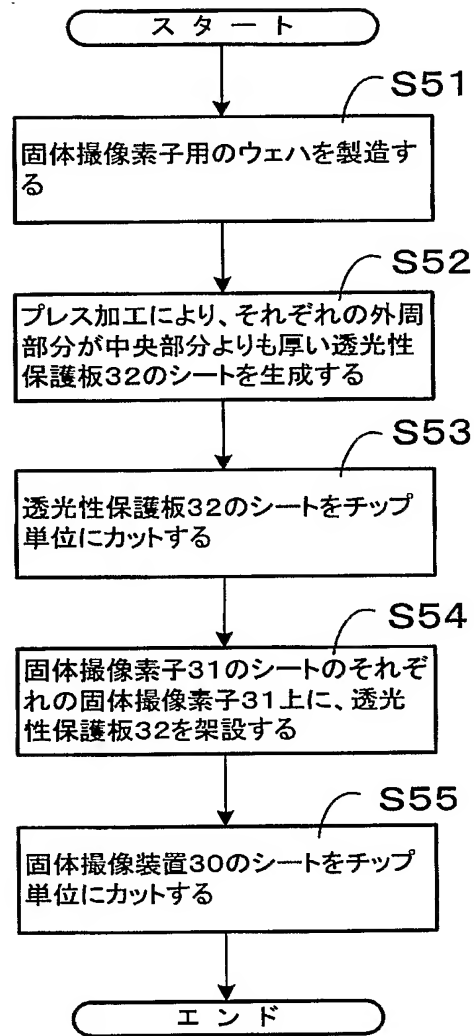 スタート
S51
固体撮像素子用のウェハを製造す
る
S52
プレス加工により、それぞれの外周
部分が中央部分よりも厚い透光性
保護板32のシートを生成する
S53
透光性保護板32のシートをチップ
単位にカットする
S54
固体撮像素子31のシートのそれぞ
れの固体撮像素子31上に、透光
性保護板32を架設する
S55
固体撮像装置30のシートをチップ
単位にカットする
エンド